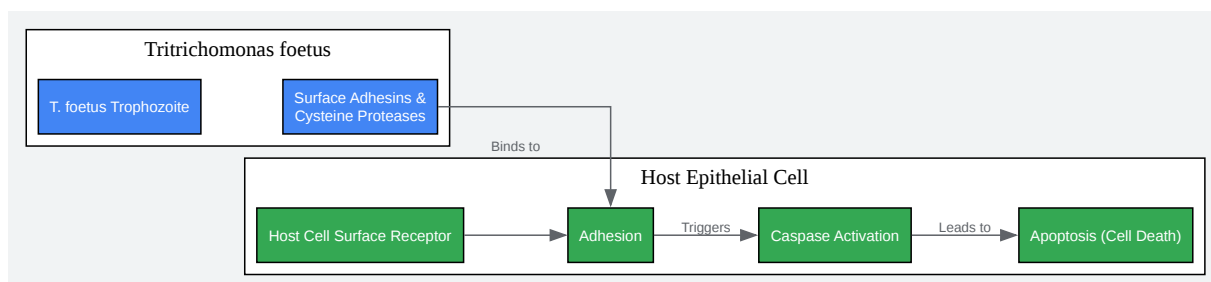 Tritrichomonas foetus
T. foetus Trophozoite
Surface Adhesins &
Cysteine Proteases
Binds to
Host Epithelial Cell
Host Cell Surface Receptor
Adhesion
Triggers
Caspase Activation
Leads to
Apoptosis (Cell Death)